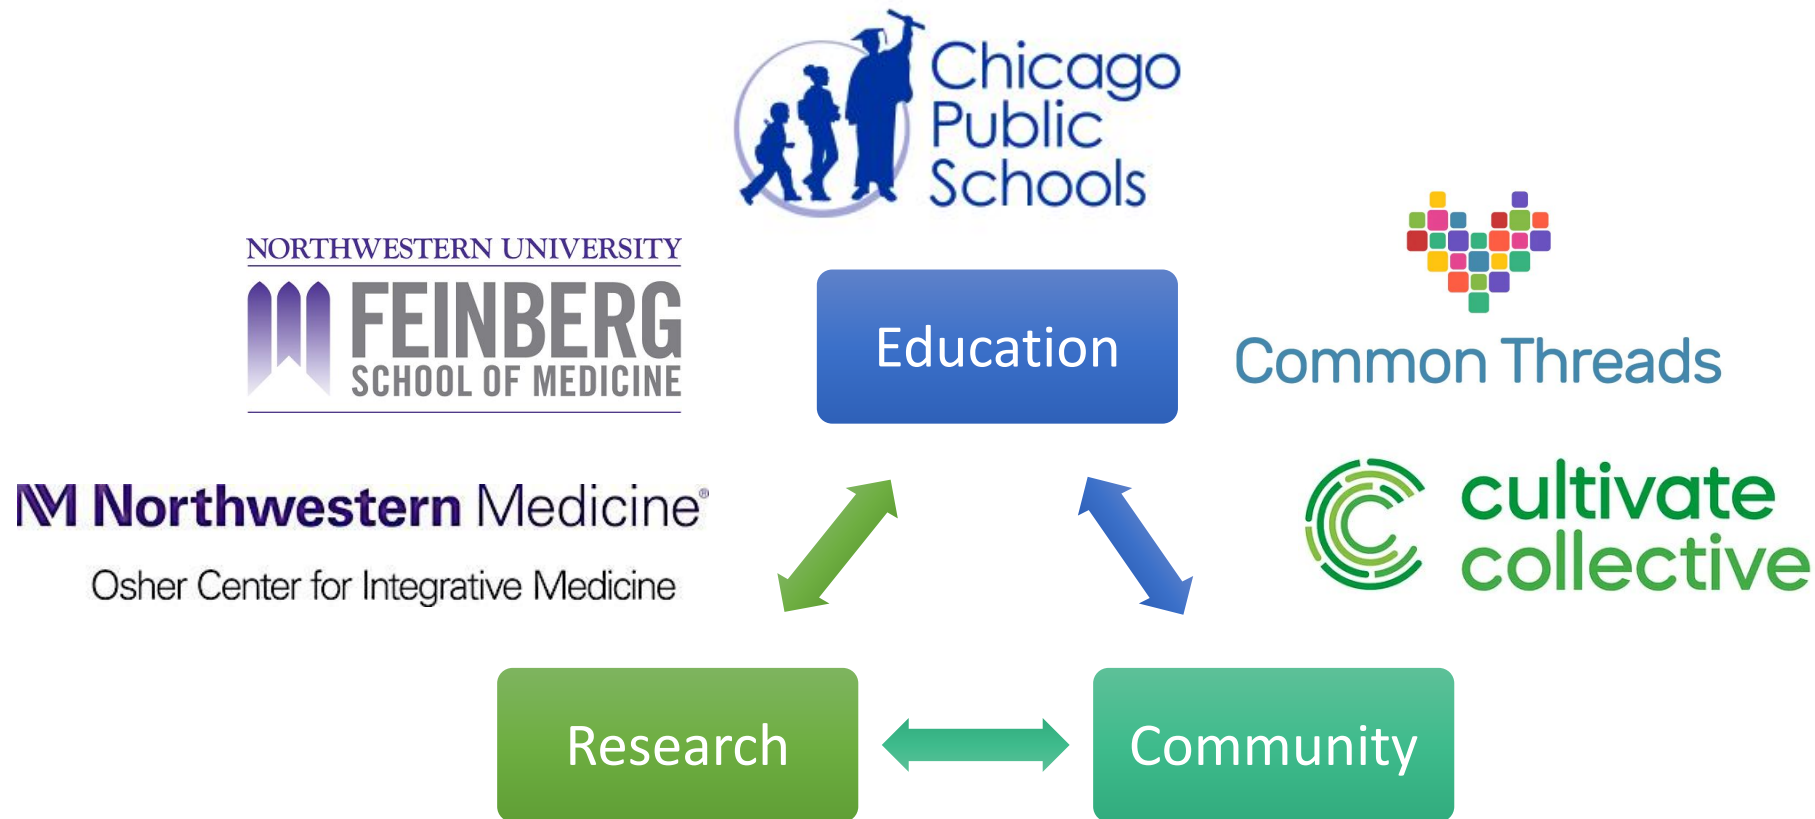 Chicago
Public
Schools
NORTHWESTERN UNIVERSITY
FEINBERG
SCHOOL OF MEDICINE
Education
Common Threads
NM Northwestern Medicine®
Osher Center for Integrative Medicine
cultivate
collective
Research
Community